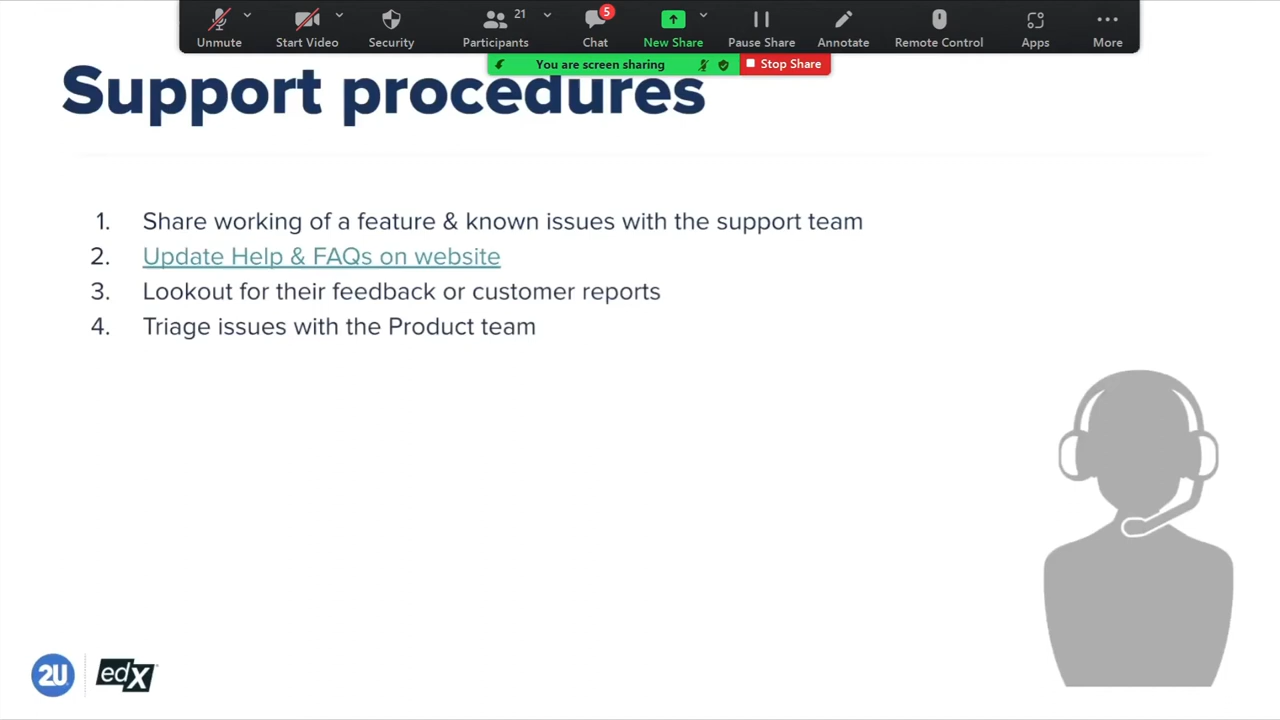 21
5
Unmute
Start Video
Security
Participants
Chat
New Share
Pause Share
Annotate
Remote Control
Apps
More
You are screen sharing
Stop Share
Support procedures
1. Share working of a feature & known issues with the support team
2. Update Help & FAQs on website
3. Lookout for their feedback or customer reports
4. Triage issues with the Product team
2U
edX